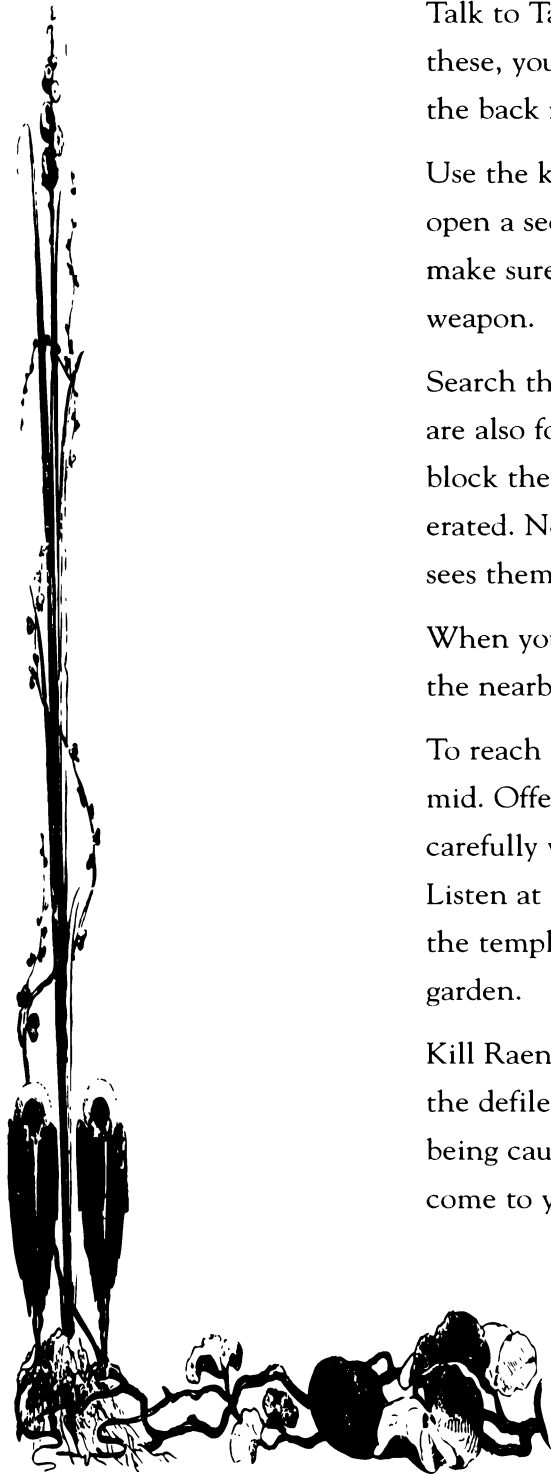 Talk to Ta
these, you
the back
Use the k
open a sec
make sure
weapon.
Search th
are also fo
block the
erated. No
sees them
When you
the nearb
To reach
mid. Offe
carefully
Listen at
the templ
garden.
Kill Raen
the defile
being cau
come to y